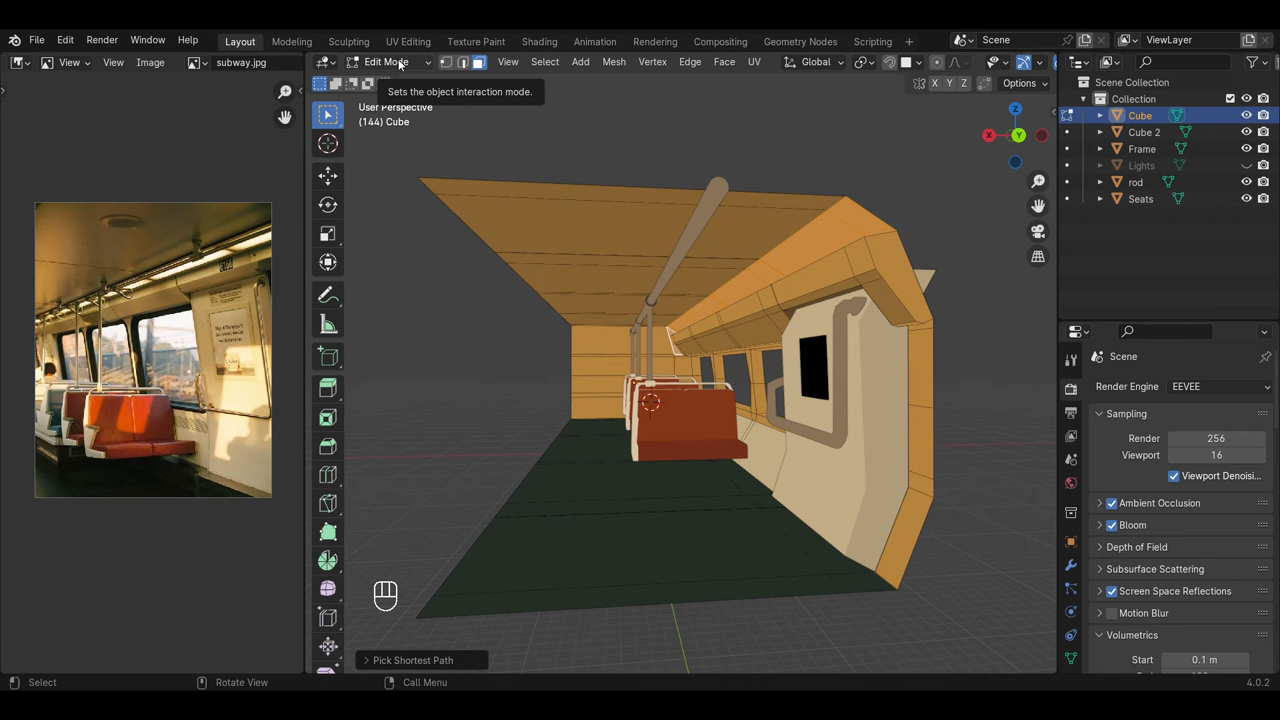 File Edit Render Window Help
Layout Modeling Sculpting UV Editing Texture Paint Shading Animation Rendering Compositing Geometry Nodes Scripting +
Scene
ViewLayer
View View Image subway.jpg
Edit Mode View Select Add Mesh Vertex Edge Face UV Global
X Y Z Options
Sets the object interaction mode.
User Perspective
(144) Cube
Z
X
Y
Scene Collection
Collection
Cube
Cube 2
Frame
Lights
rod
Seats
Scene
Render Engine EEVEE
Sampling
Render 256
Viewport 16
Viewport Denoisi...
Ambient Occlusion
Bloom
Depth of Field
Subsurface Scattering
Screen Space Reflections
Motion Blur
Volumetrics
Start 0.1 m
Pick Shortest Path
Select Rotate View Call Menu 4.0.2